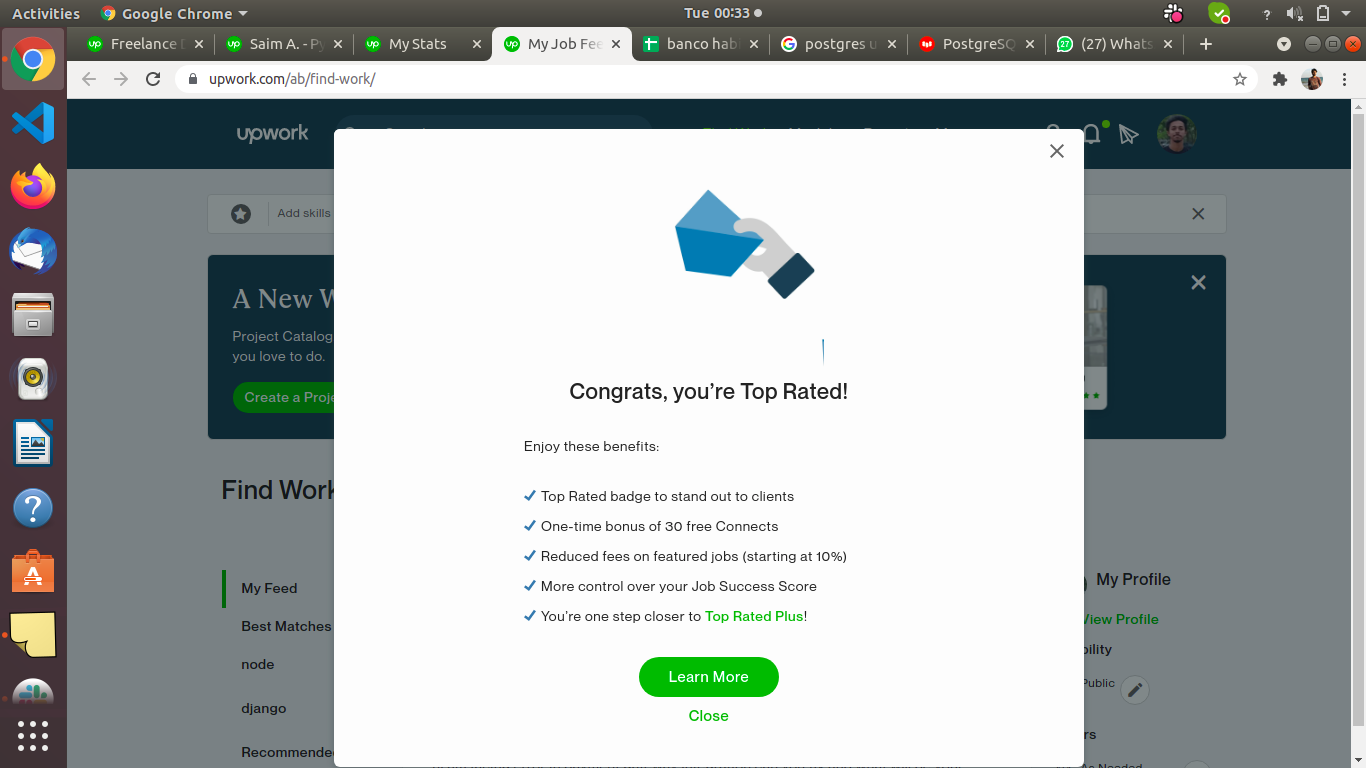 Activities Google Chrome Tue 00:33
Freelance Saim A. - Py My Stats My Job Fee banco hab postgres u PostgreSQ (27) Whats
upwork.com/ab/find-work/
upwork
Add skills
A New W
Project Catalog
you love to do.
Create a Proje
Find Work
My Feed
Best Matches
node
django
Recommende
Congrats, you’re Top Rated!
Enjoy these benefits:
Top Rated badge to stand out to clients
One-time bonus of 30 free Connects
Reduced fees on featured jobs (starting at 10%)
More control over your Job Success Score
You’re one step closer to Top Rated Plus!
Learn More
Close
My Profile
View Profile
bility
Public
rs
As Needed